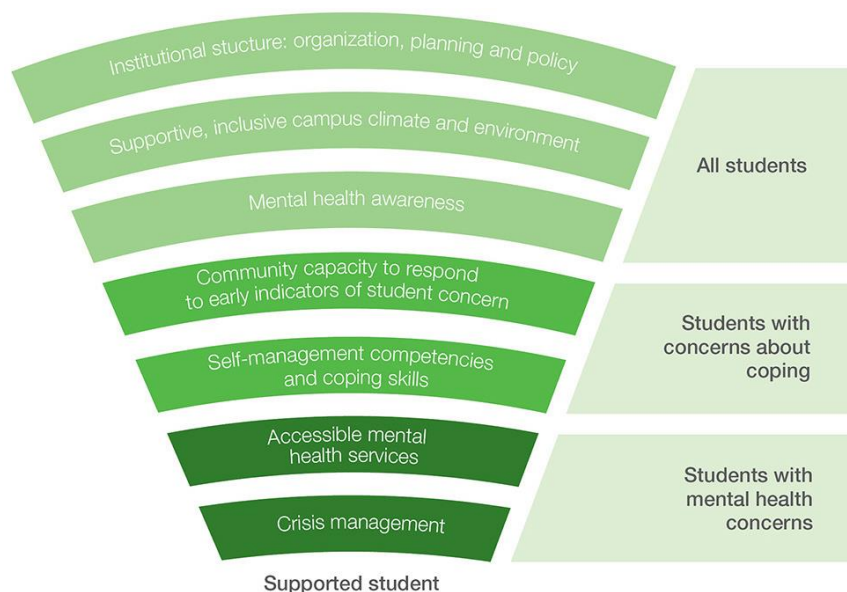 Institutional stucture: organization, planning and policy
Supportive, inclusive campus climate and environment
Mental health awareness
All students
Community capacity to respond
to early indicators of student concern
Self-management competencies
and coping skills
Students with
concerns about
coping
Accessible mental
health services
Crisis management
Students with
mental health
concerns
Supported student